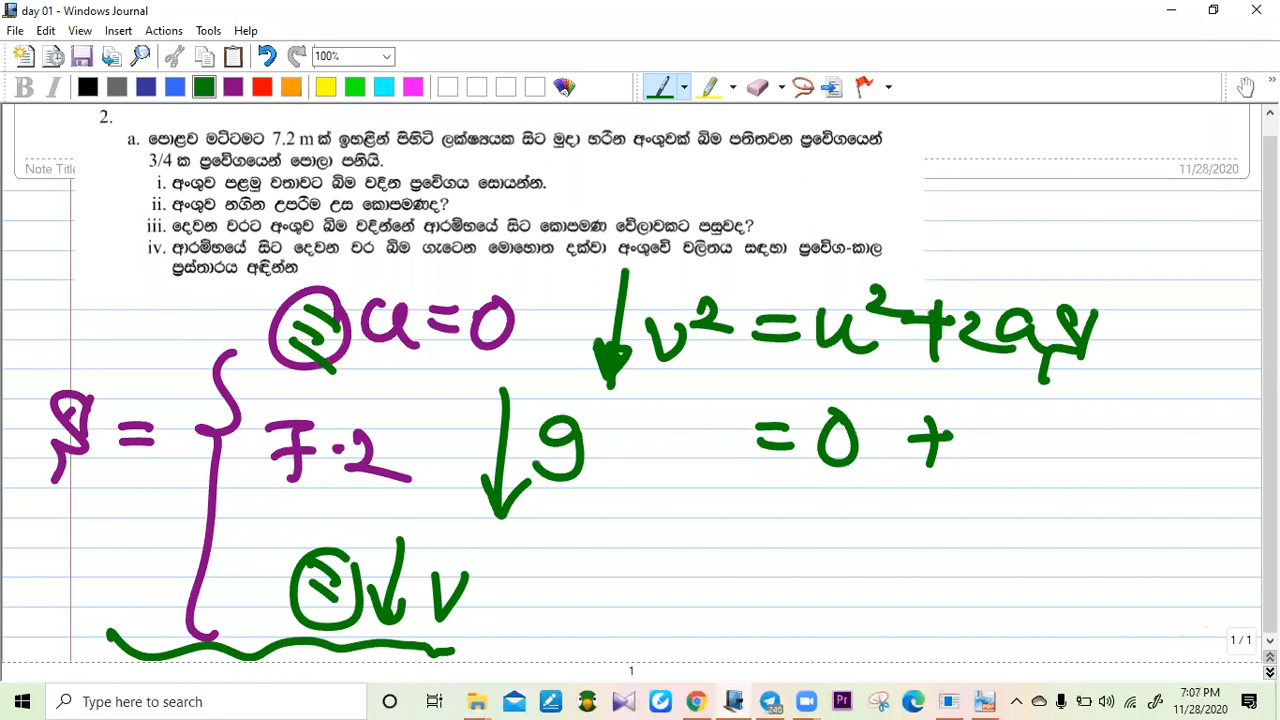 day 01 - Windows Journal
File Edit View Insert Actions Tools Help
100%
B I
2.
a. පොළව මට්ටමට 7.2 m ක් ඉහළින් පිහිටි ලක්ෂ්‍යයක සිට මුදා හරින අංශුවක් බිම පතිතවන ප්‍රවේගයෙන්
3/4 ක ප්‍රවේගයෙන් පොලා පනියි.
Note Title 11/28/2020
i. අංශුව පළමු වතාවට බිම වදින ප්‍රවේගය සොයන්න.
ii. අංශුව නගින උපරිම උස කොපමණද?
iii. දෙවන වරට අංශුව බිම වදින්නේ ආරම්භයේ සිට කොපමණ වේලාවකට පසුවද?
iv. ආරම්භයේ සිට දෙවන වර බිම ගැටෙන මොහොත දක්වා අංශුවේ චලිතය සඳහා ප්‍රවේග-කාල
ප්‍රස්තාරය අඳින්න
u = 0 v² = u² + 2as
s = 7.2 g = 0 +
v
1 / 1
1
Type here to search
7:07 PM
11/28/2020